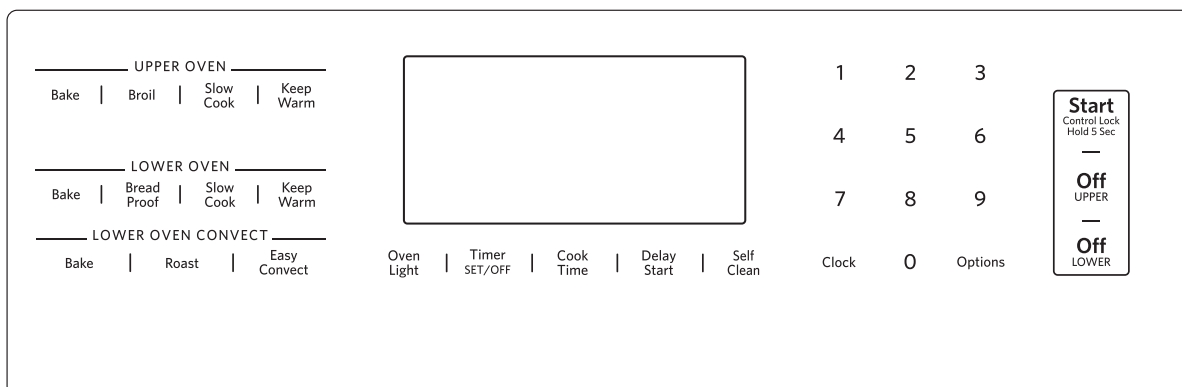 UPPER OVEN
Bake | Broil | Slow Cook | Keep Warm
LOWER OVEN
Bake | Bread Proof | Slow Cook | Keep Warm
LOWER OVEN CONVECT
Bake | Roast | Easy Convect
Oven Light | Timer SET/OFF | Cook Time | Delay Start | Self Clean
1 2 3
4 5 6
7 8 9
Clock 0 Options
Start
Control Lock
Hold 5 Sec
Off
UPPER
Off
LOWER